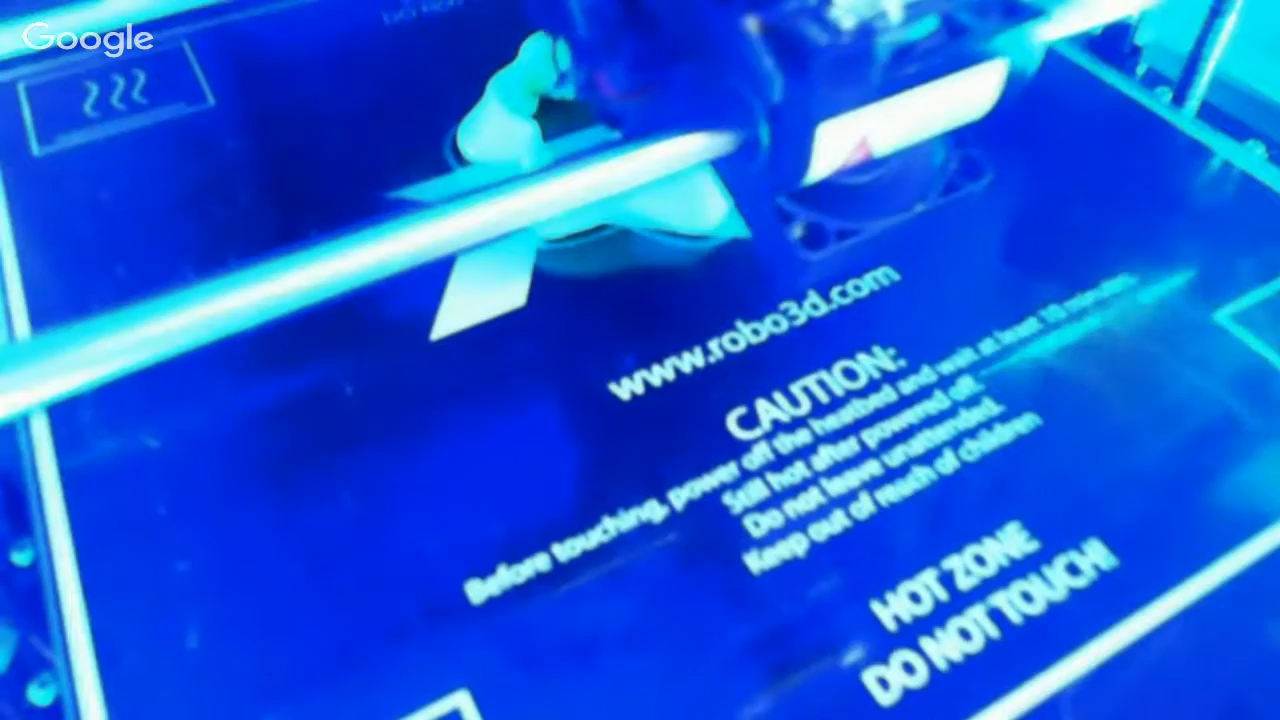 Google
www.robo3d.com
CAUTION:
Before touching, power off the heatbed and wait at least 10 minutes.
Still hot after powered off.
Do not leave unattended.
Keep out of reach of children
HOT ZONE
DO NOT TOUCH!